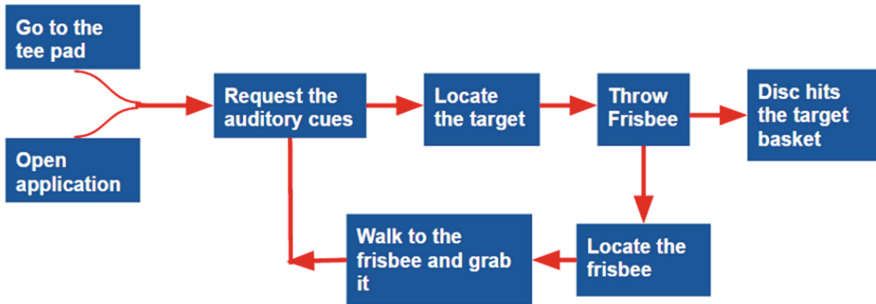 Go to the
tee pad
Open
application
Request the
auditory cues
Locate
the target
Throw
Frisbee
Disc hits
the target
basket
Locate the
frisbee
Walk to the
frisbee and grab
it